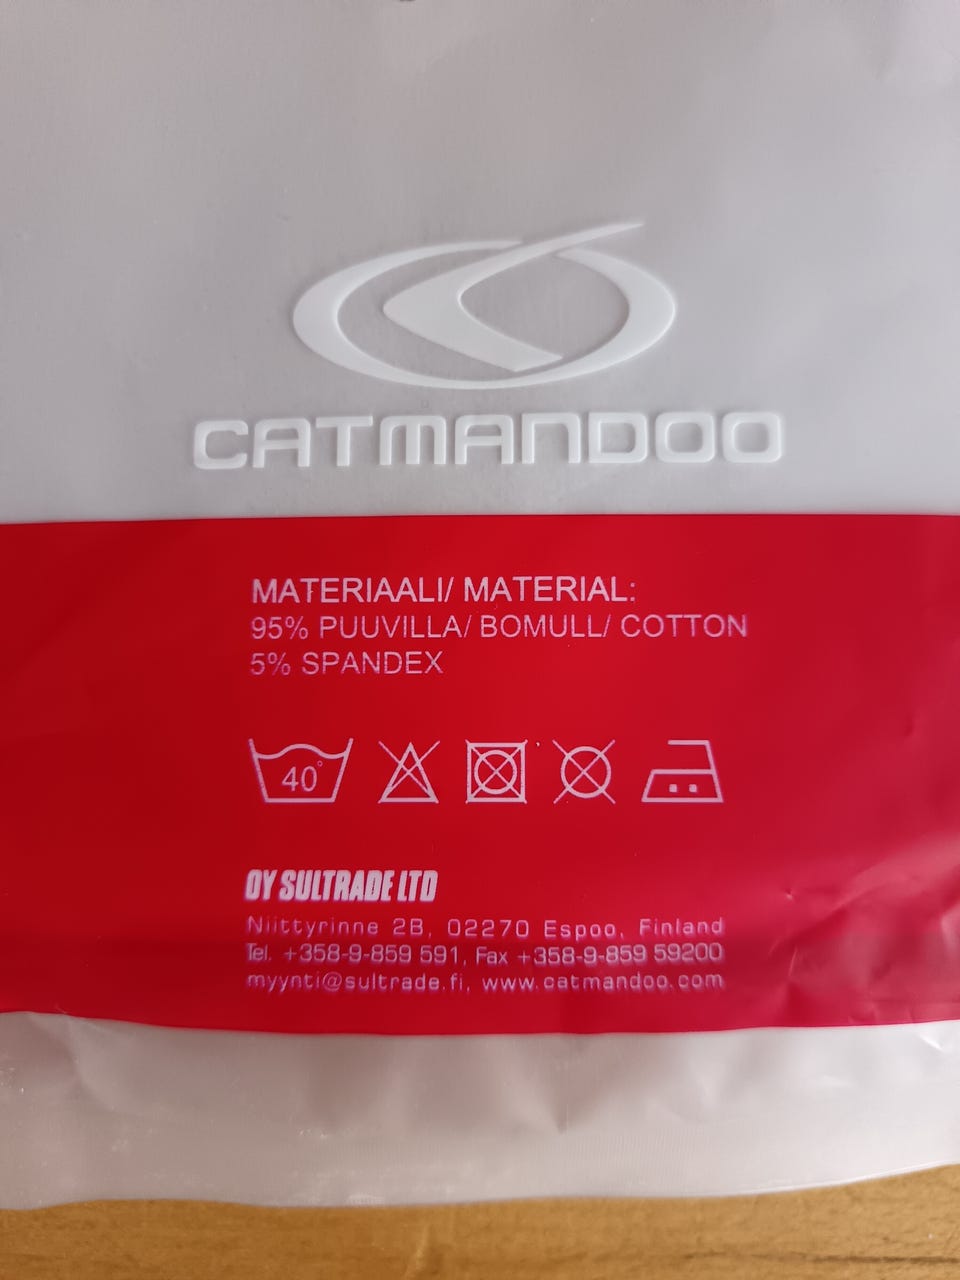 CATMANDOO
MATERIAALI/ MATERIAL:
95% PUUVILLA/ BOMULL/ COTTON
5% SPANDEX
40°
OY SULTRADE LTD
Niittyrinne 2B, 02270 Espoo, Finland
Tel. +358-9-859 591, Fax +358-9-859 59200
myynti@sultrade.fi, www.catmandoo.com